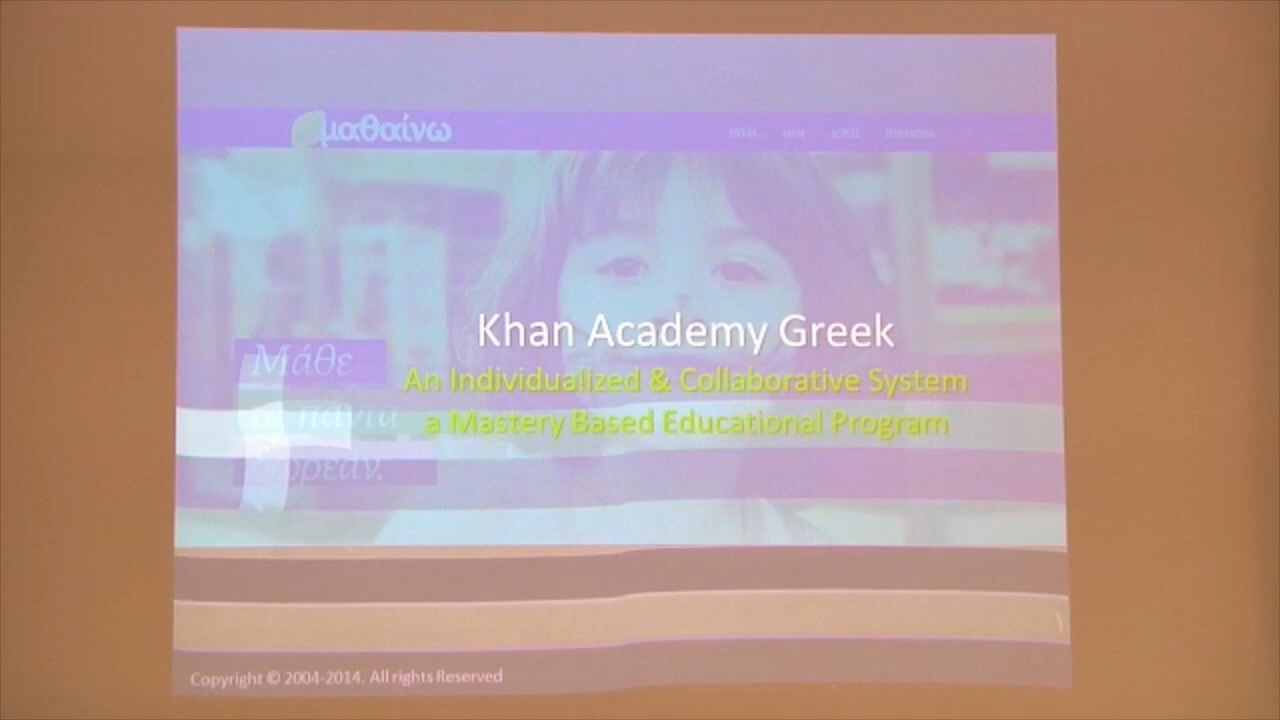 μαθαίνω
Khan Academy Greek
Μάθε
An Individualized & Collaborative System
τα πάντα
a Mastery Based Educational Program
δωρεάν.
Copyright © 2004-2014. All rights Reserved